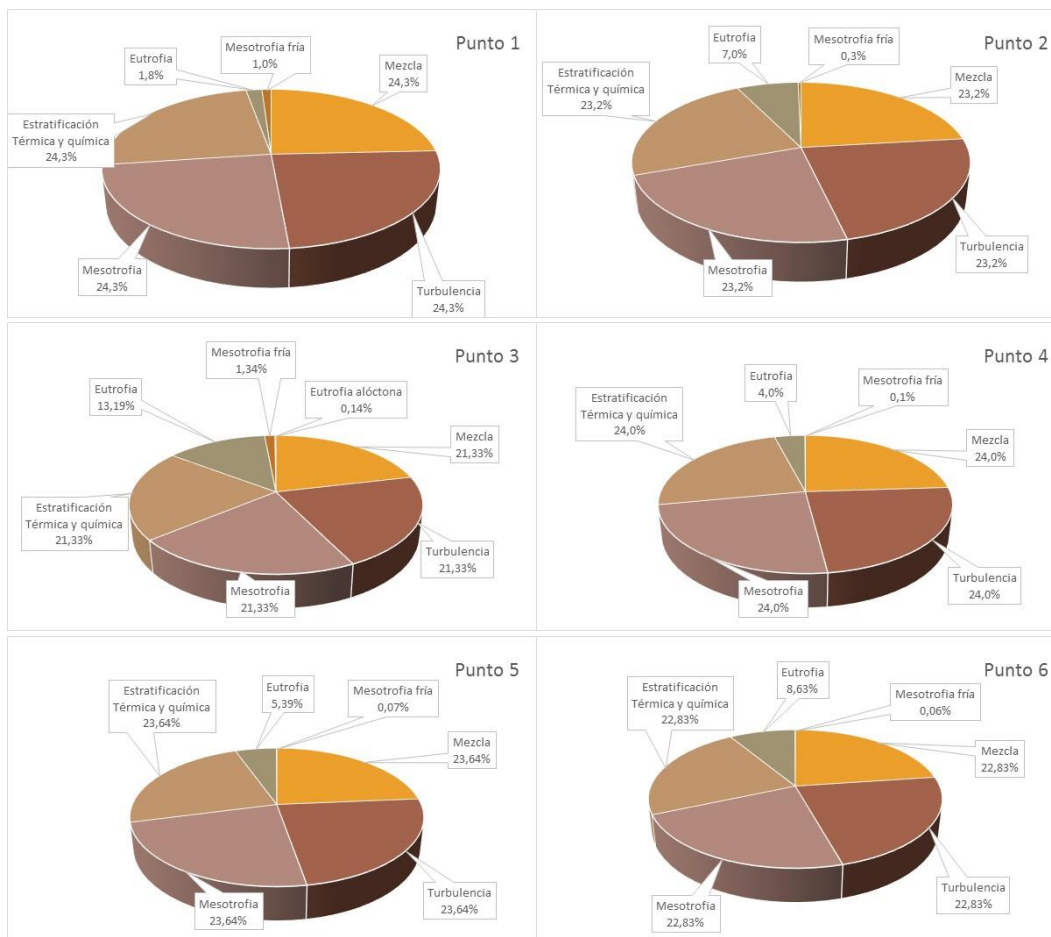 Punto 1
Eutrofia
1,8%
Mesotrofia fría
1,0%
Mezcla
24,3%
Estratificación
Térmica y química
24,3%
Mesotrofia
24,3%
Turbulencia
24,3%
Punto 2
Eutrofia
7,0%
Mesotrofia fría
0,3%
Mezcla
23,2%
Estratificación
Térmica y química
23,2%
Mesotrofia
23,2%
Turbulencia
23,2%
Punto 3
Mesotrofia fría
1,34%
Eutrofia
13,19%
Eutrofia alóctona
0,14%
Mezcla
21,33%
Estratificación
Térmica y química
21,33%
Turbulencia
21,33%
Mesotrofia
21,33%
Punto 4
Eutrofia
4,0%
Mesotrofia fría
0,1%
Estratificación
Térmica y química
24,0%
Mezcla
24,0%
Turbulencia
24,0%
Mesotrofia
24,0%
Punto 5
Estratificación
Térmica y química
23,64%
Eutrofia
5,39%
Mesotrofia fría
0,07%
Mezcla
23,64%
Mesotrofia
23,64%
Turbulencia
23,64%
Punto 6
Estratificación
Térmica y química
22,83%
Eutrofia
8,63%
Mesotrofia fría
0,06%
Mezcla
22,83%
Mesotrofia
22,83%
Turbulencia
22,83%